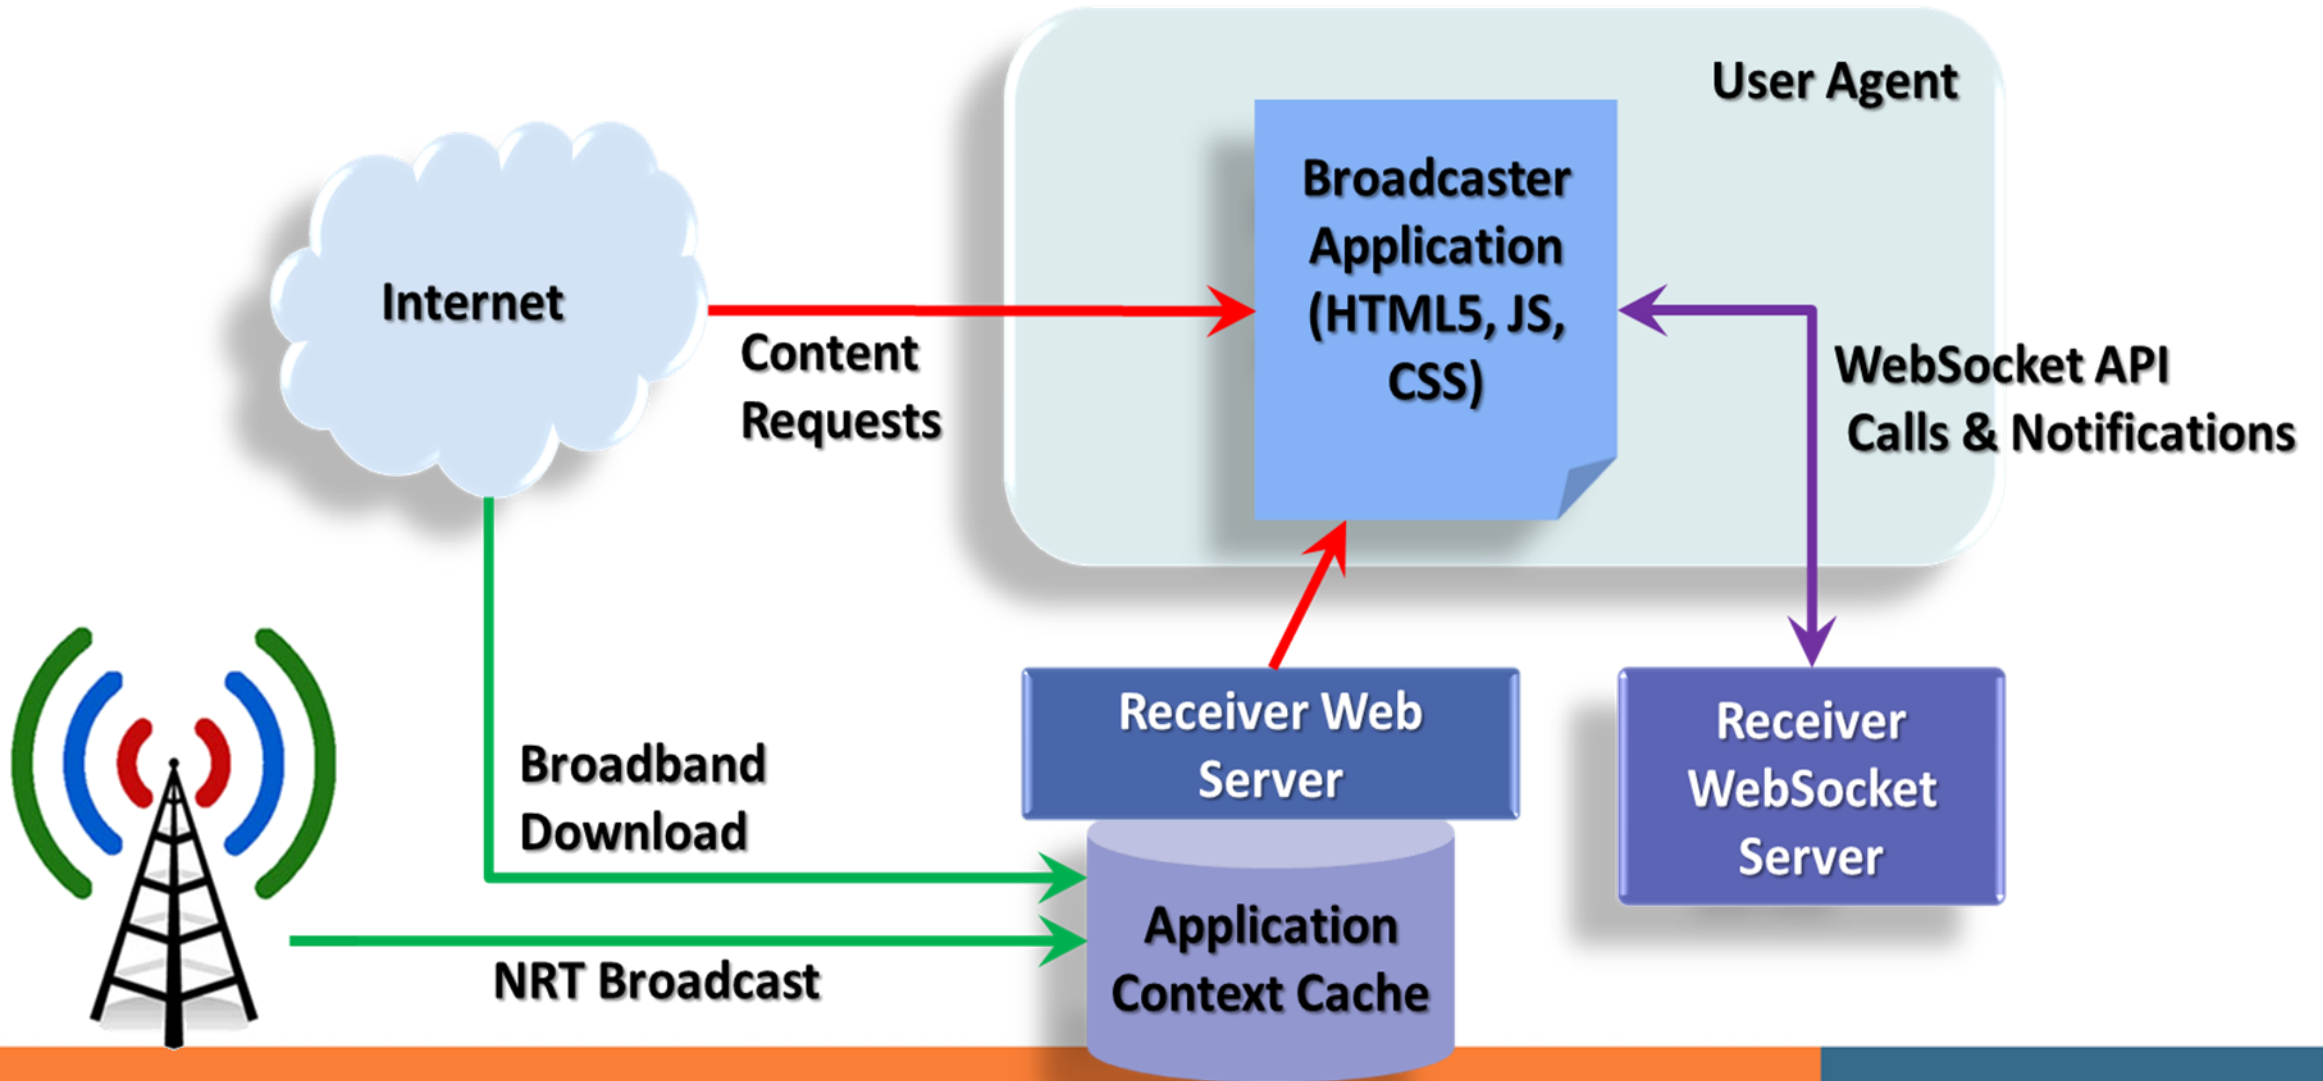 User Agent
Broadcaster
Application
(HTML5, JS,
CSS)
Internet
Content
Requests
WebSocket API
Calls & Notifications
Broadband
Download
NRT Broadcast
Receiver Web
Server
Application
Context Cache
Receiver
WebSocket
Server